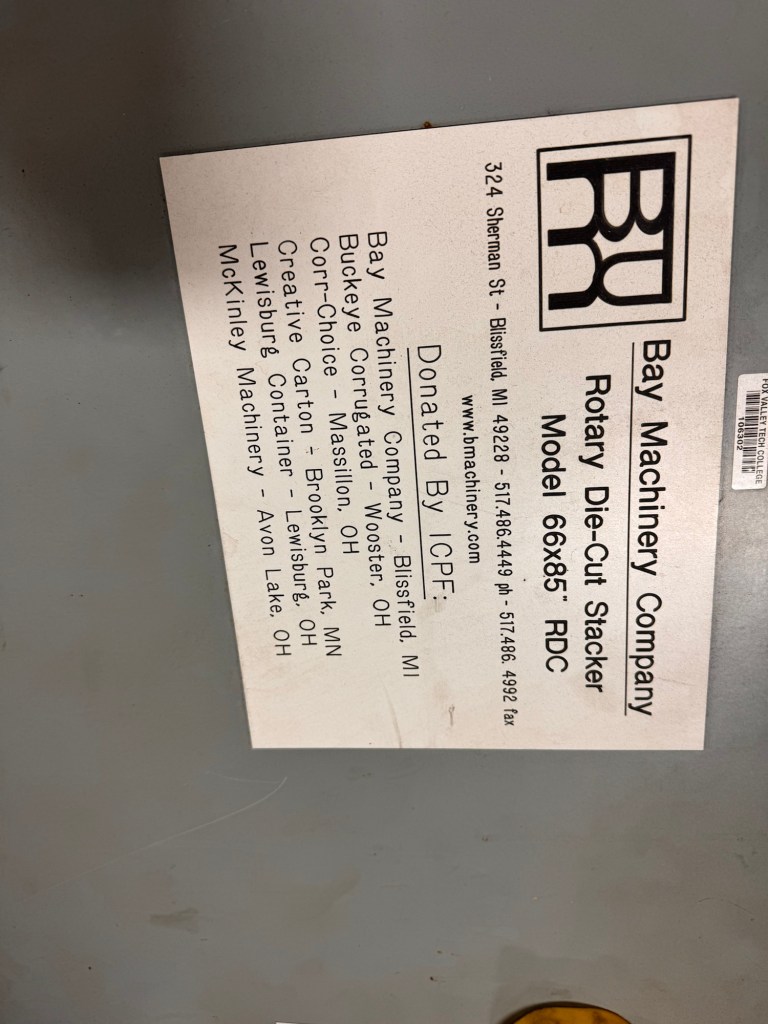 BM
Bay Machinery Company
Rotary Die-Cut Stacker
Model 66x85" RDC
324 Sherman St - Blissfield, MI 49228 - 517.486.4449 ph - 517.486.4992 fax
www.bmachinery.com
Donated By ICPF:
Bay Machinery Company - Blissfield, MI
Buckeye Corrugated - Wooster, OH
Corr-Choice - Massillon, OH
Creative Carton - Brooklyn Park, MN
Lewisburg Container - Lewisburg, OH
McKinley Machinery - Avon Lake, OH
FOX VALLEY TECH COLLEGE
106302